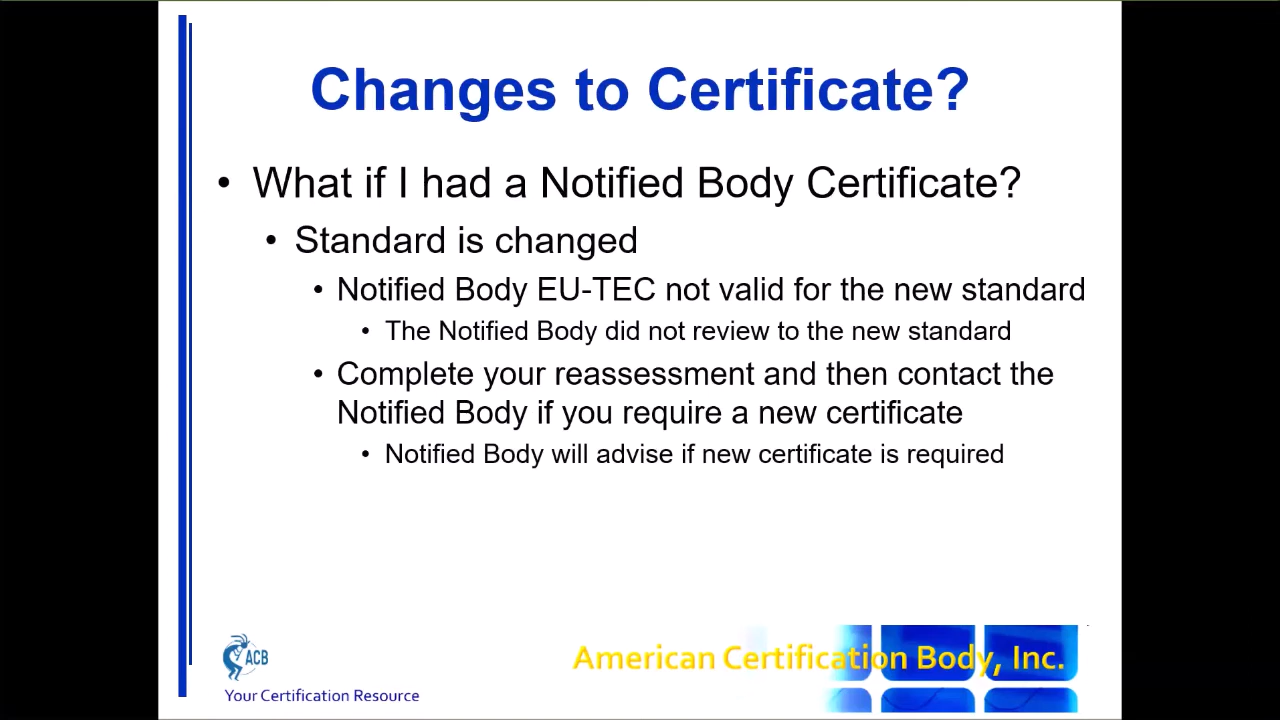 Changes to Certificate?
• What if I had a Notified Body Certificate?
• Standard is changed
• Notified Body EU-TEC not valid for the new standard
• The Notified Body did not review to the new standard
• Complete your reassessment and then contact the
Notified Body if you require a new certificate
• Notified Body will advise if new certificate is required
ACB
Your Certification Resource
American Certification Body, Inc.